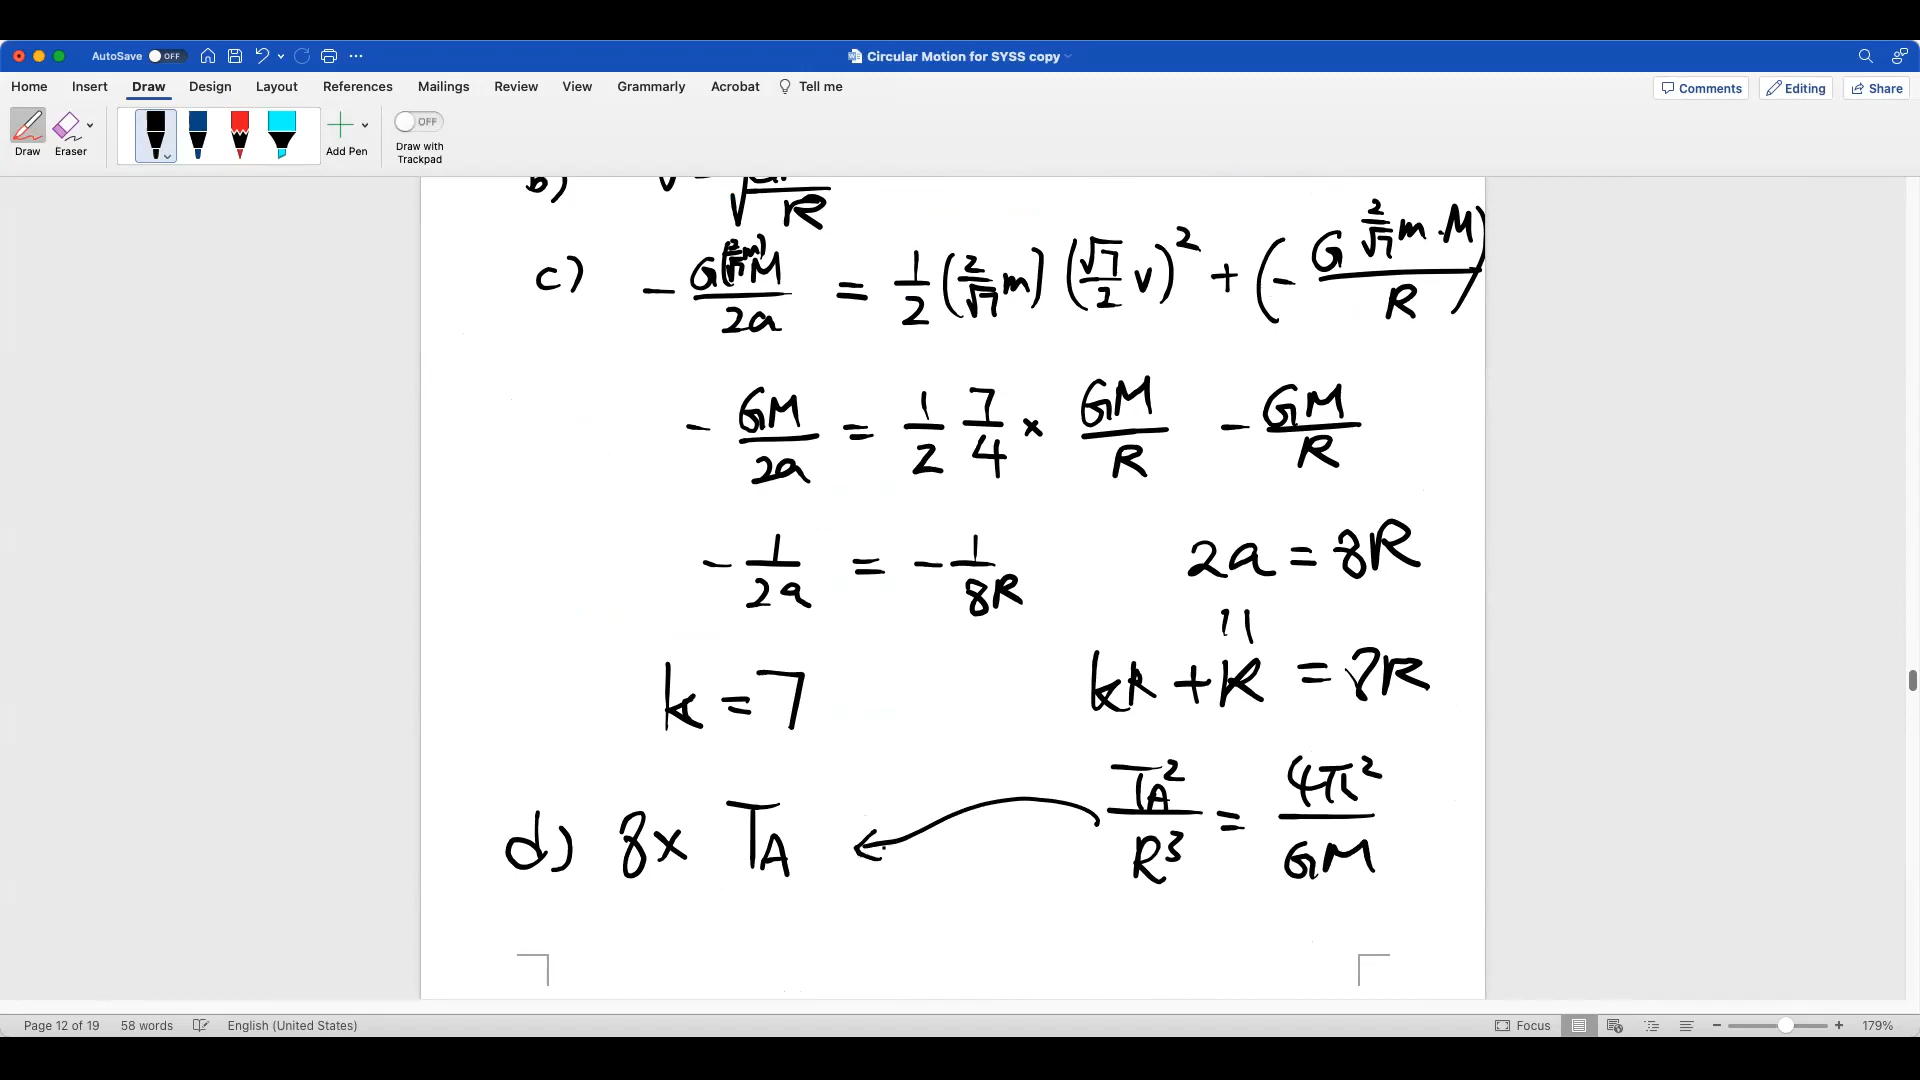 AutoSave OFF
Circular Motion for SYSS copy
Home Insert Draw Design Layout References Mailings Review View Grammarly Acrobat Tell me
Comments Editing Share
OFF
Draw Eraser Add Pen Draw with Trackpad
b) v = √ R
c) - G(2/√7 m)M / 2a = 1/2 (2/√7 m) (√7/2 v)² + (- G 2/√7 m·M / R)
- GM/2a = 1/2 7/4 × GM/R - GM/R
- 1/2a = - 1/8R 2a = 8R
||
k = 7 kR + R = 8R
d) 8 × T_A ← T_A²/R³ = 4π²/GM
Page 12 of 19 58 words English (United States) Focus 179%